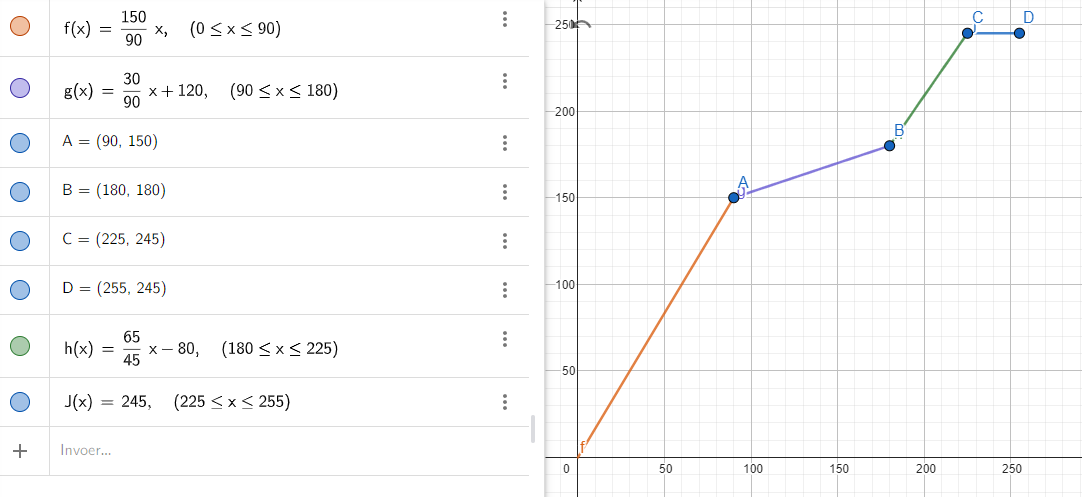 f(x) = 150/90 x, (0 ≤ x ≤ 90)
g(x) = 30/90 x + 120, (90 ≤ x ≤ 180)
A = (90, 150)
B = (180, 180)
C = (225, 245)
D = (255, 245)
h(x) = 65/45 x − 80, (180 ≤ x ≤ 225)
J(x) = 245, (225 ≤ x ≤ 255)
+ Invoer...
250
200
150
100
50
0 50 100 150 200 250
C D
B
A
g
f